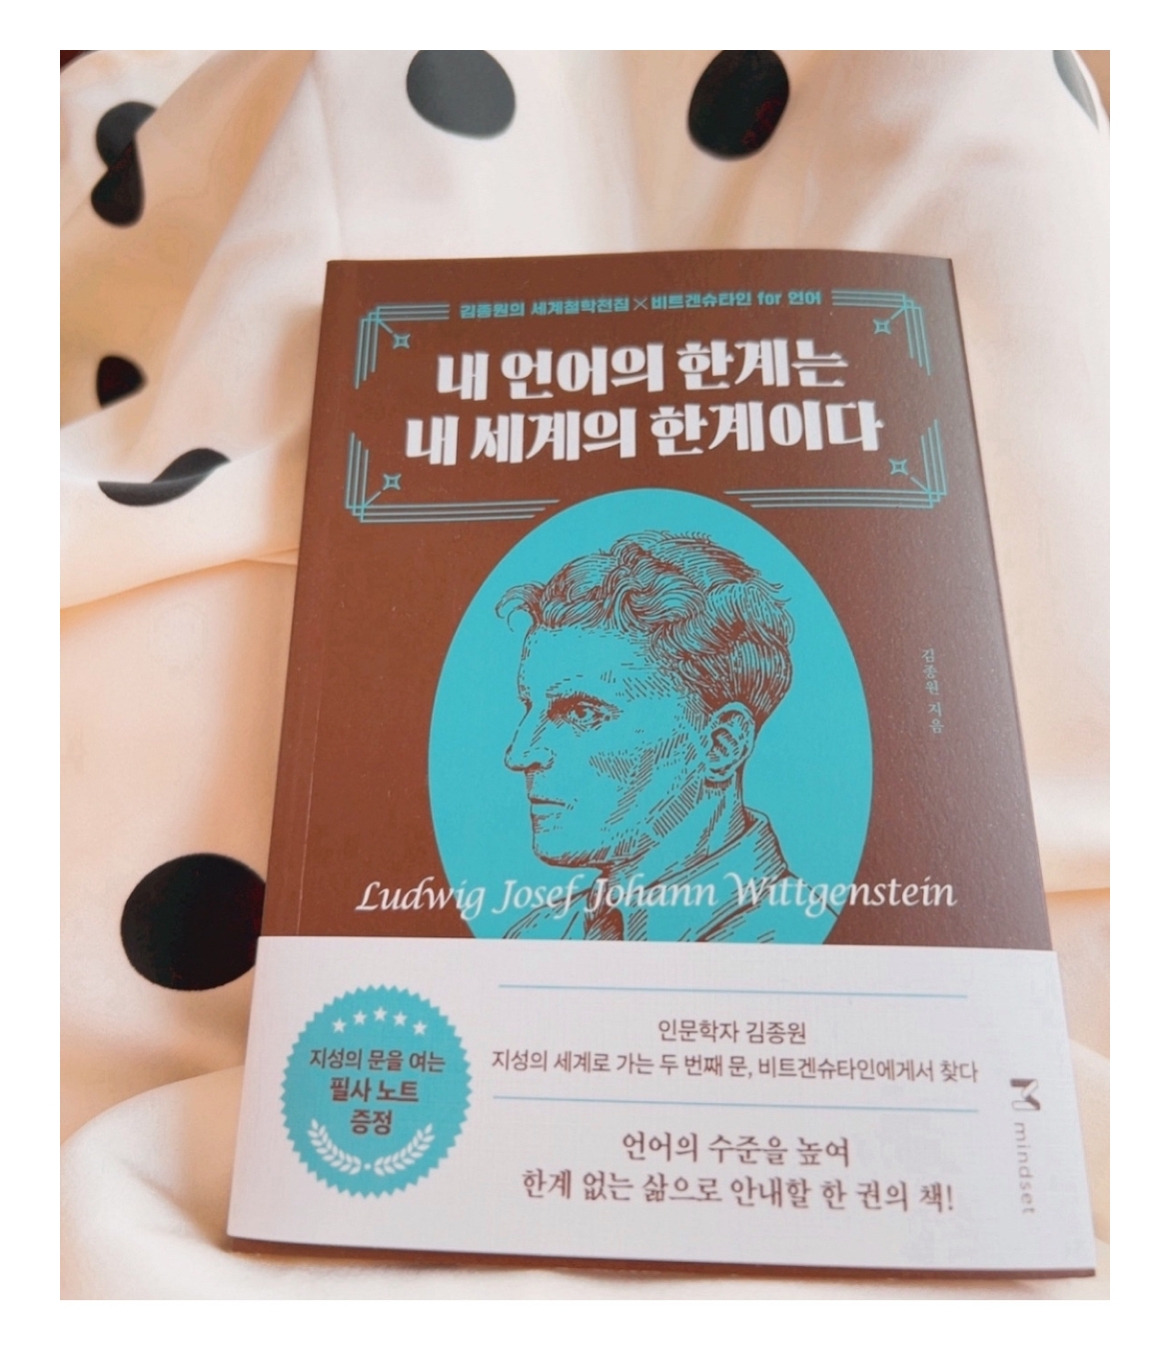 김종원의 세계철학전집×비트겐슈타인 for 언어
내 언어의 한계는
내 세계의 한계이다
김종원 지음
Ludwig Josef Johann Wittgenstein
지성의 문을 여는
필사 노트
증정
인문학자 김종원
지성의 세계로 가는 두 번째 문, 비트겐슈타인에게서 찾다
언어의 수준을 높여
한계 없는 삶으로 안내할 한 권의 책!
mindset